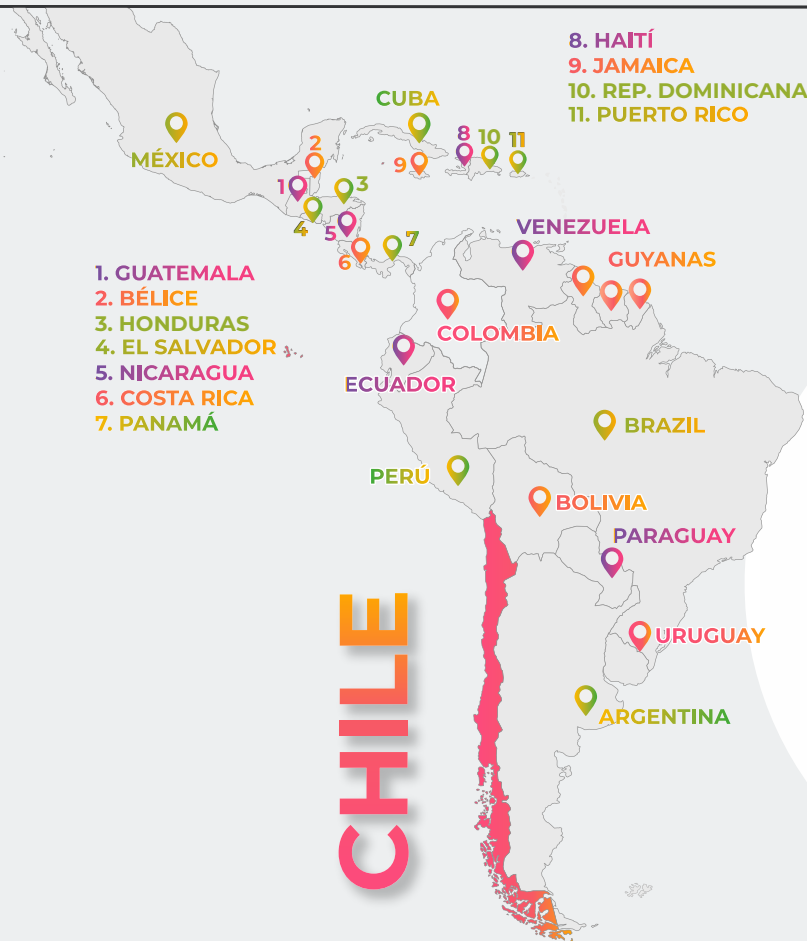 8. HAITÍ
9. JAMAICA
10. REP. DOMINICANA
11. PUERTO RICO
CUBA
MÉXICO
2
8
10
11
9
1
3
4
5
6
7
VENEZUELA
GUYANAS
1. GUATEMALA
2. BÉLICE
3. HONDURAS
4. EL SALVADOR
5. NICARAGUA
6. COSTA RICA
7. PANAMÁ
COLOMBIA
ECUADOR
BRAZIL
PERÚ
BOLIVIA
PARAGUAY
CHILE
URUGUAY
ARGENTINA